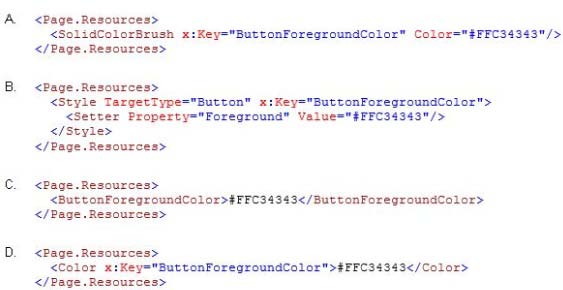 A. <Page.Resources>
<SolidColorBrush x:Key="ButtonForegroundColor" Color="#FFC34343"/>
</Page.Resources>
B. <Page.Resources>
<Style TargetType="Button" x:Key="ButtonForegroundColor">
<Setter Property="Foreground" Value="#FFC34343"/>
</Style>
</Page.Resources>
C. <Page.Resources>
<ButtonForegroundColor>#FFC34343</ButtonForegroundColor>
</Page.Resources>
D. <Page.Resources>
<Color x:Key="ButtonForegroundColor">#FFC34343</Color>
</Page.Resources>